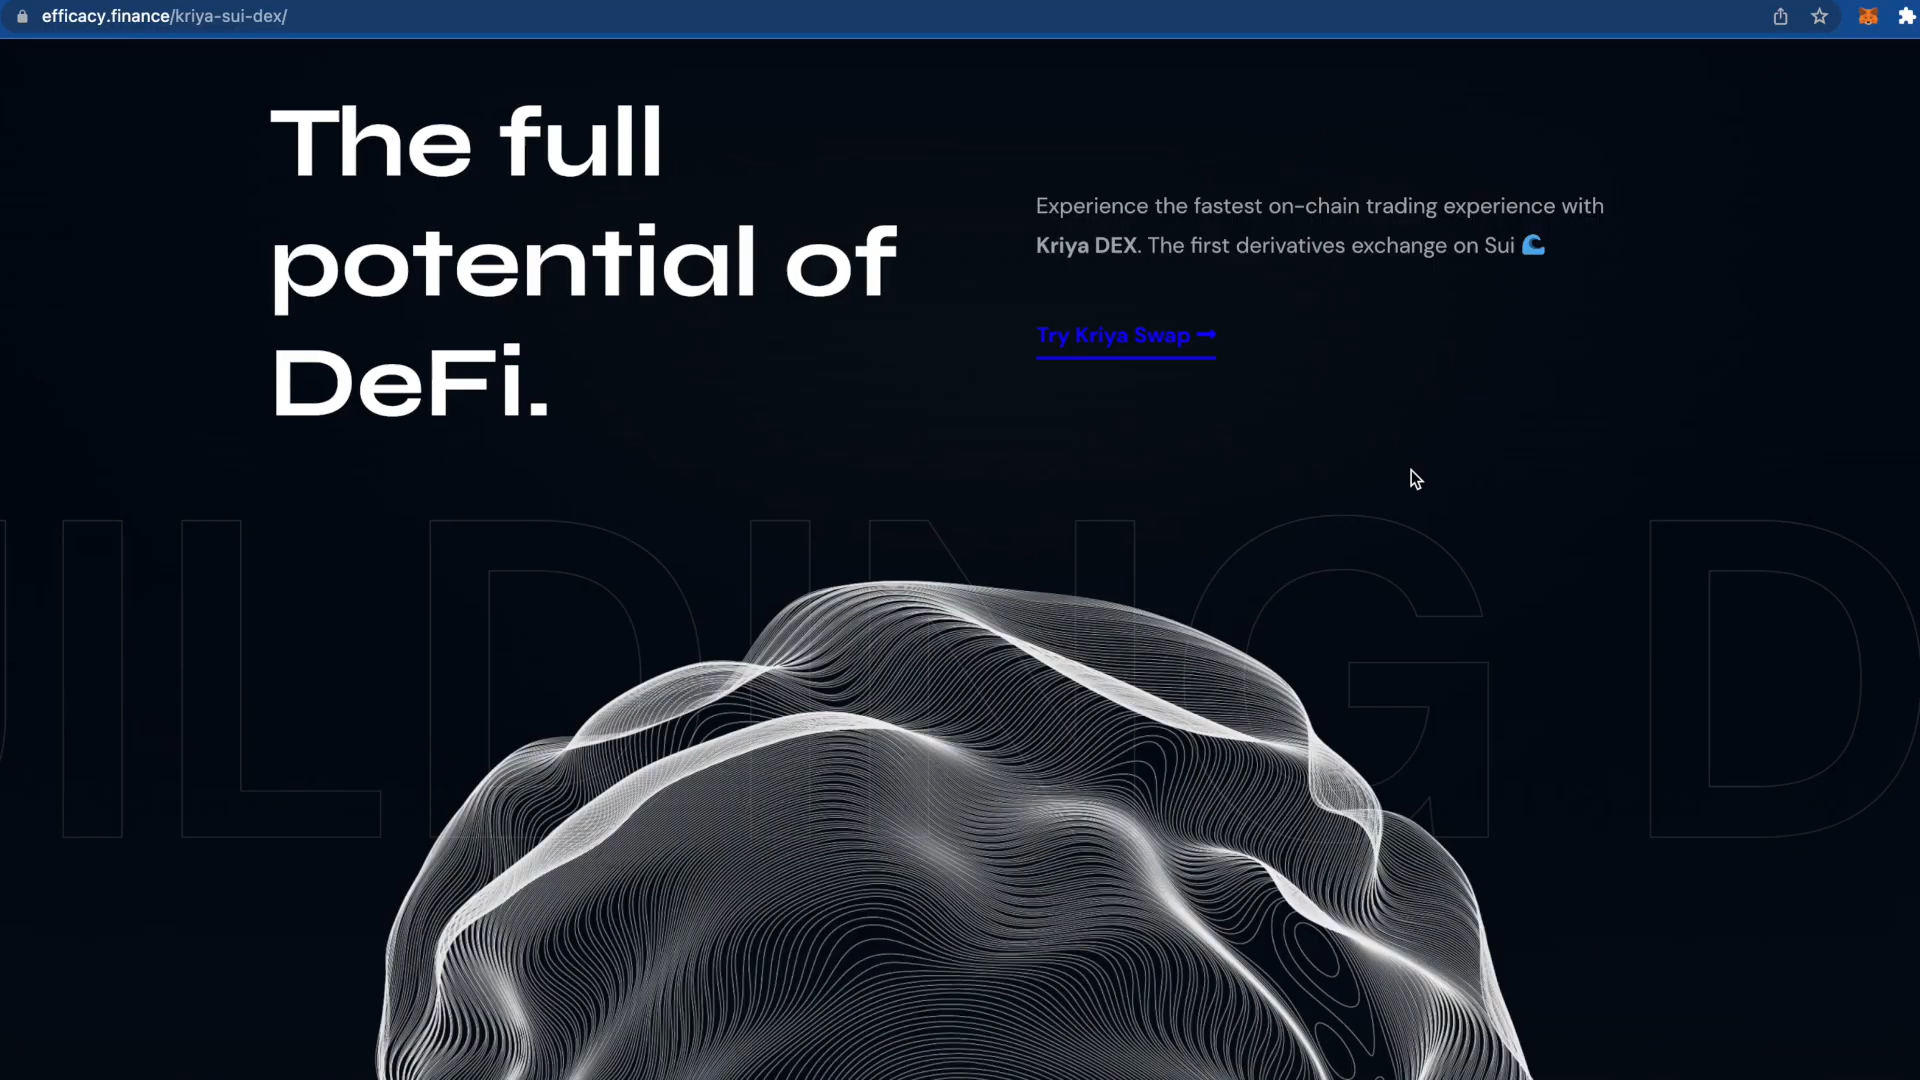 efficacy.finance/kriya-sui-dex/
The full
potential of
DeFi.
Experience the fastest on-chain trading experience with
Kriya DEX. The first derivatives exchange on Sui 🌊
Try Kriya Swap ➞
UILDING D